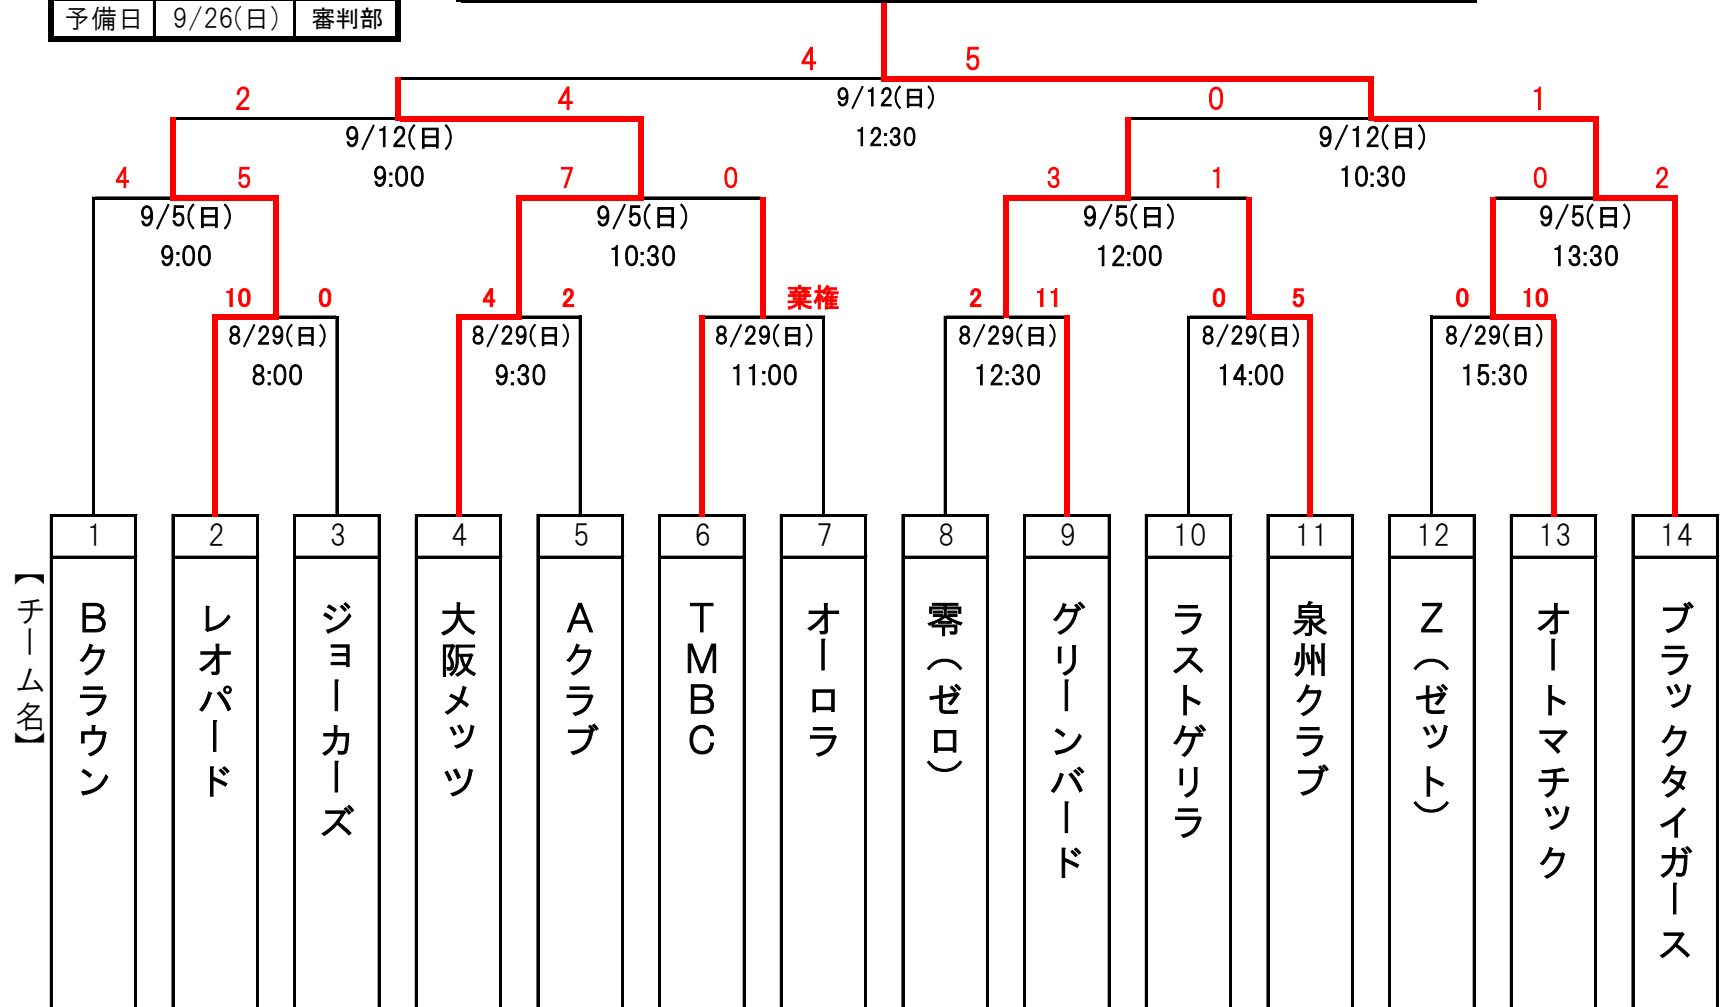 予備日 9/26(日) 審判部
4 5
9/12(日)
12:30
2 4
9/12(日)
9:00
0 1
9/12(日)
10:30
4 5
9/5(日)
9:00
7 0
9/5(日)
10:30
3 1
9/5(日)
12:00
0 2
9/5(日)
13:30
10 0
8/29(日)
8:00
4 2
8/29(日)
9:30
棄権
8/29(日)
11:00
2 11
8/29(日)
12:30
0 5
8/29(日)
14:00
0 10
8/29(日)
15:30
1 2 3 4 5 6 7 8 9 10 11 12 13 14
【チーム名】
Bクラウン
レオパード
ジョーカーズ
大阪メッツ
Aクラブ
TMBC
オーロラ
零(ゼロ)
グリーンバード
ラストゲリラ
泉州クラブ
Z(ゼット)
オートマチック
ブラックタイガース